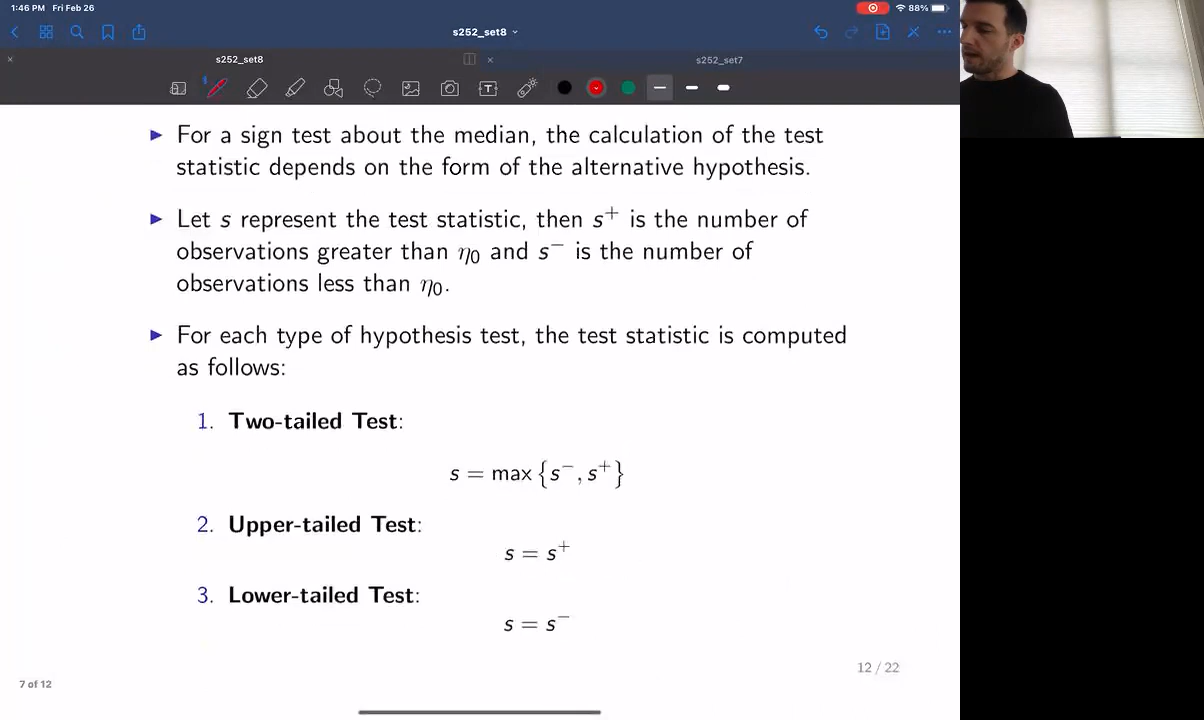 1:46 PM Fri Feb 26
88%
s252_set8
s252_set8
s252_set7
T
▶ For a sign test about the median, the calculation of the test
statistic depends on the form of the alternative hypothesis.
▶ Let s represent the test statistic, then s⁺ is the number of
observations greater than η₀ and s⁻ is the number of
observations less than η₀.
▶ For each type of hypothesis test, the test statistic is computed
as follows:
1. Two-tailed Test:
s = max {s⁻, s⁺}
2. Upper-tailed Test:
s = s⁺
3. Lower-tailed Test:
s = s⁻
12 / 22
7 of 12